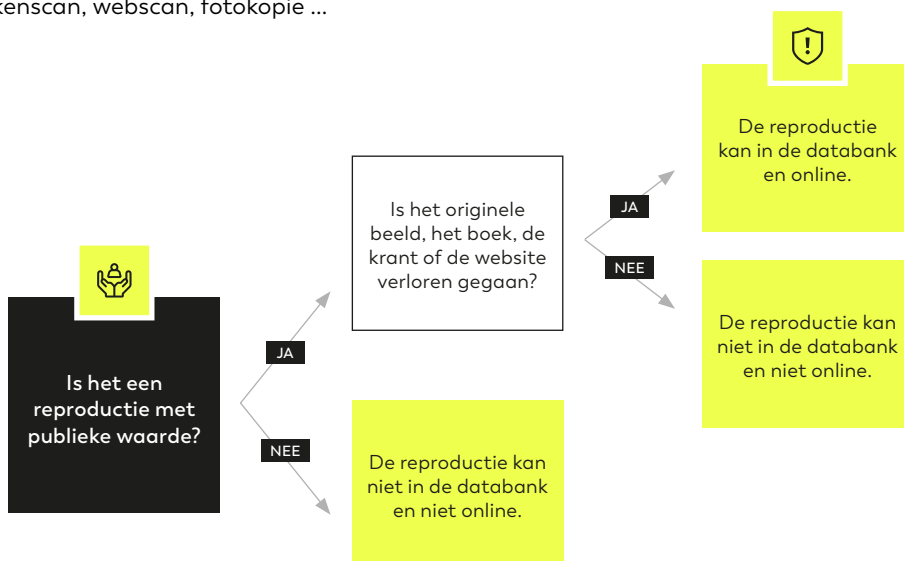 webscan, fotokopie ...
De reproductie
kan in de databank
en online.
Is het originele
beeld, het boek, de
krant of de website
verloren gegaan?
JA
NEE
De reproductie kan
niet in de databank
en niet online.
Is het een
reproductie met
publieke waarde?
JA
NEE
De reproductie kan
niet in de databank
en niet online.